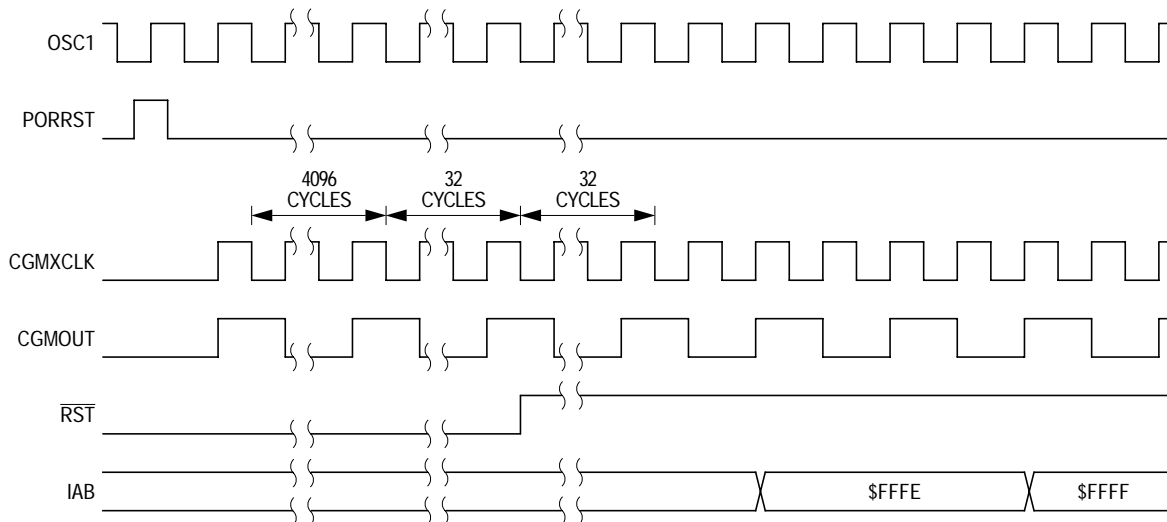 OSC1
PORRST
4096
CYCLES
32
CYCLES
32
CYCLES
CGMXCLK
CGMOUT
RST
IAB
$FFFE
$FFFF